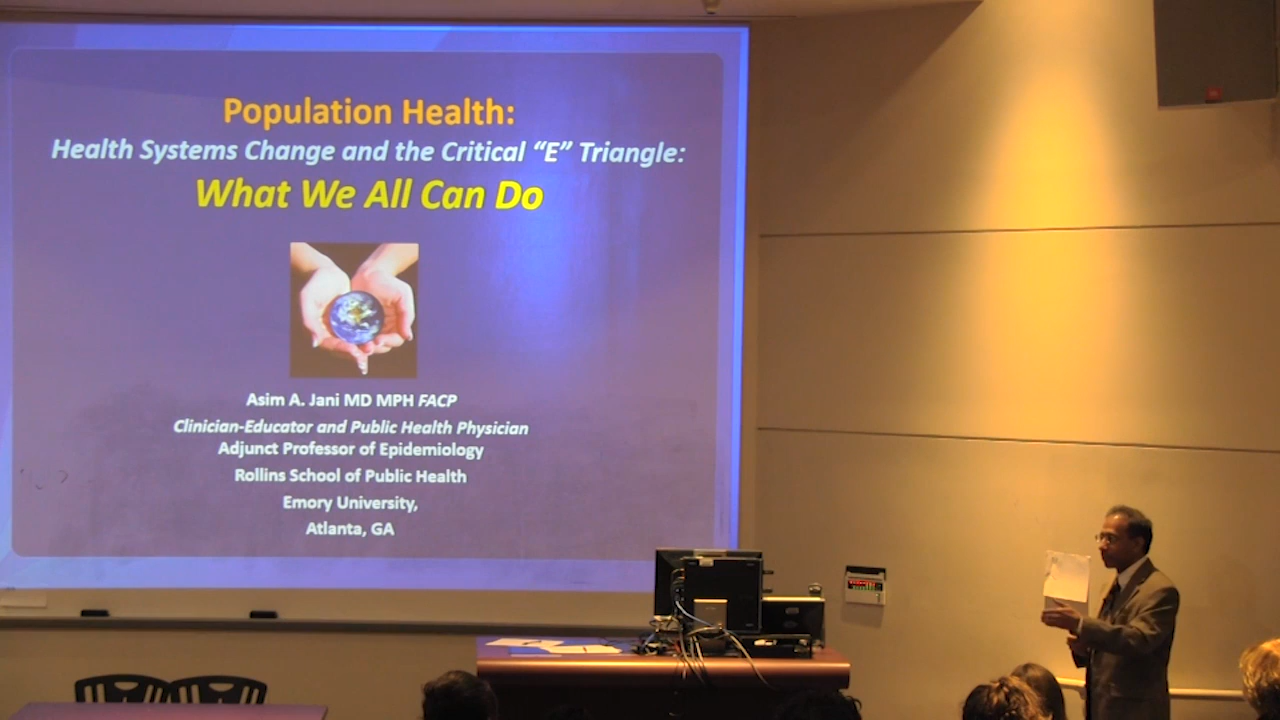 Population Health:
Health Systems Change and the Critical “E” Triangle:
What We All Can Do
Asim A. Jani MD MPH FACP
Clinician-Educator and Public Health Physician
Adjunct Professor of Epidemiology
Rollins School of Public Health
Emory University,
Atlanta, GA